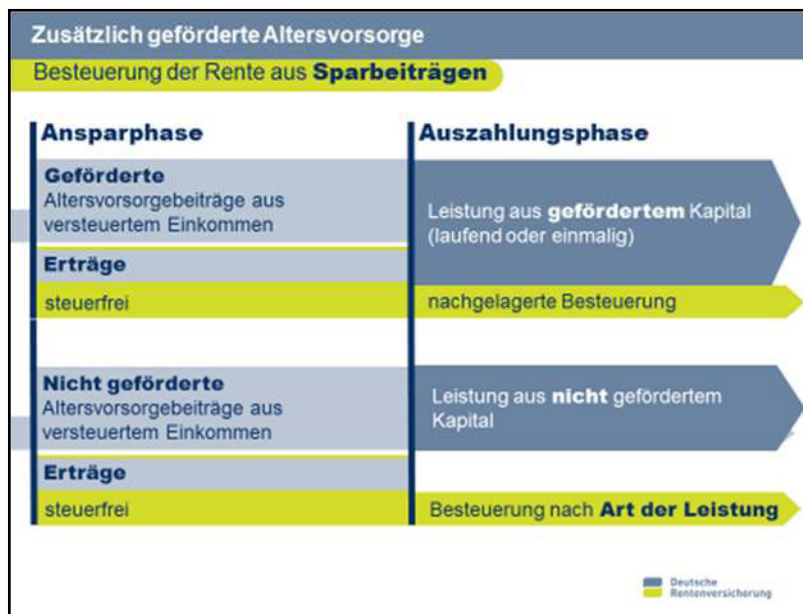 Zusätzlich geförderte Altersvorsorge
Besteuerung der Rente aus Sparbeiträgen
Ansparphase
Geförderte
Altersvorsorgebeiträge aus
versteuertem Einkommen
Erträge
steuerfrei
Auszahlungsphase
Leistung aus gefördertem Kapital
(laufend oder einmalig)
nachgelagerte Besteuerung
Nicht geförderte
Altersvorsorgebeiträge aus
versteuertem Einkommen
Erträge
steuerfrei
Leistung aus nicht gefördertem
Kapital
Besteuerung nach Art der Leistung
Deutsche
Rentenversicherung